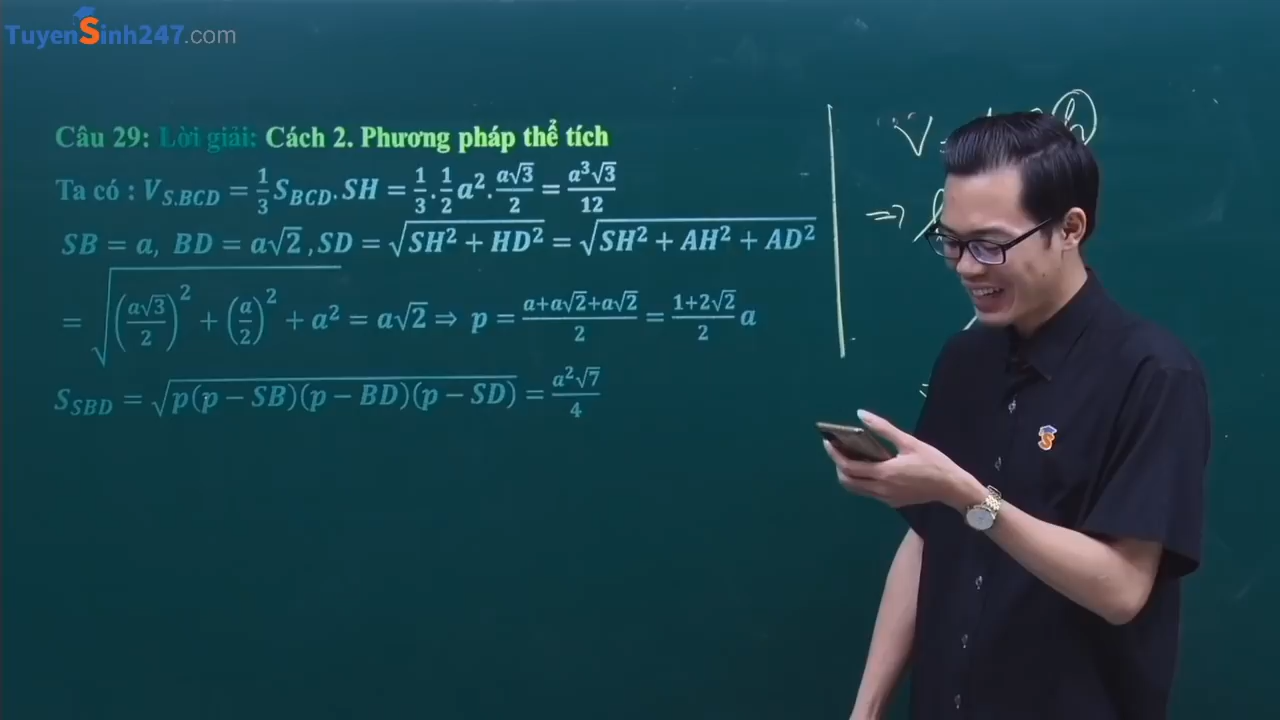 TuyenSinh247.com
Câu 29: Lời giải: Cách 2. Phương pháp thể tích
Ta có : V_{S.BCD} = \frac{1}{3} S_{BCD}. SH = \frac{1}{3}.\frac{1}{2} a^2. \frac{a\sqrt{3}}{2} = \frac{a^3\sqrt{3}}{12}
SB = a, BD = a\sqrt{2} , SD = \sqrt{SH^2 + HD^2} = \sqrt{SH^2 + AH^2 + AD^2}
= \sqrt{\left(\frac{a\sqrt{3}}{2}\right)^2 + \left(\frac{a}{2}\right)^2 + a^2} = a\sqrt{2} ⇒ p = \frac{a+a\sqrt{2}+a\sqrt{2}}{2} = \frac{1+2\sqrt{2}}{2} a
S_{SBD} = \sqrt{p(p − SB)(p − BD)(p − SD)} = \frac{a^2\sqrt{7}}{4}
V = h
⇒
S